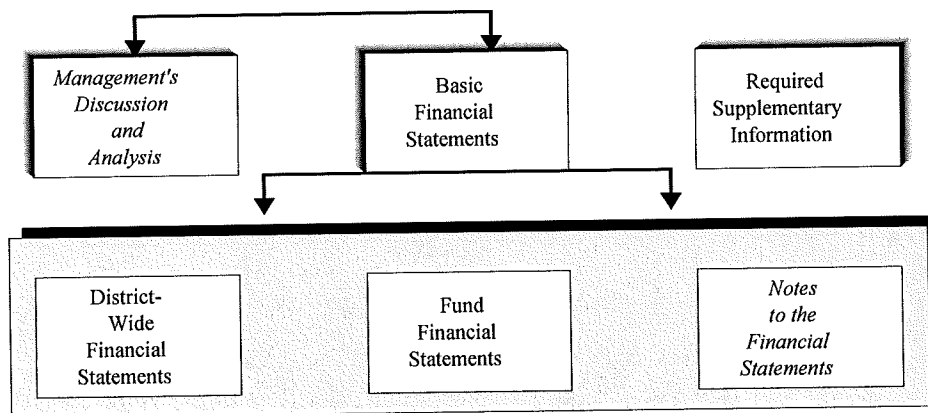 Management's
Discussion
and
Analysis
Basic
Financial
Statements
Required
Supplementary
Information
District-
Wide
Financial
Statements
Fund
Financial
Statements
Notes
to the
Financial
Statements